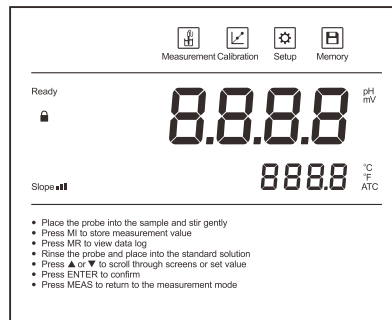 Measurement Calibration Setup Memory
Ready
8.8.8.8
pH
mV
Slope
888.8
°C
°F
ATC
• Place the probe into the sample and stir gently
• Press MI to store measurement value
• Press MR to view data log
• Rinse the probe and place into the standard solution
• Press ▲ or ▼ to scroll through screens or set value
• Press ENTER to confirm
• Press MEAS to return to the measurement mode